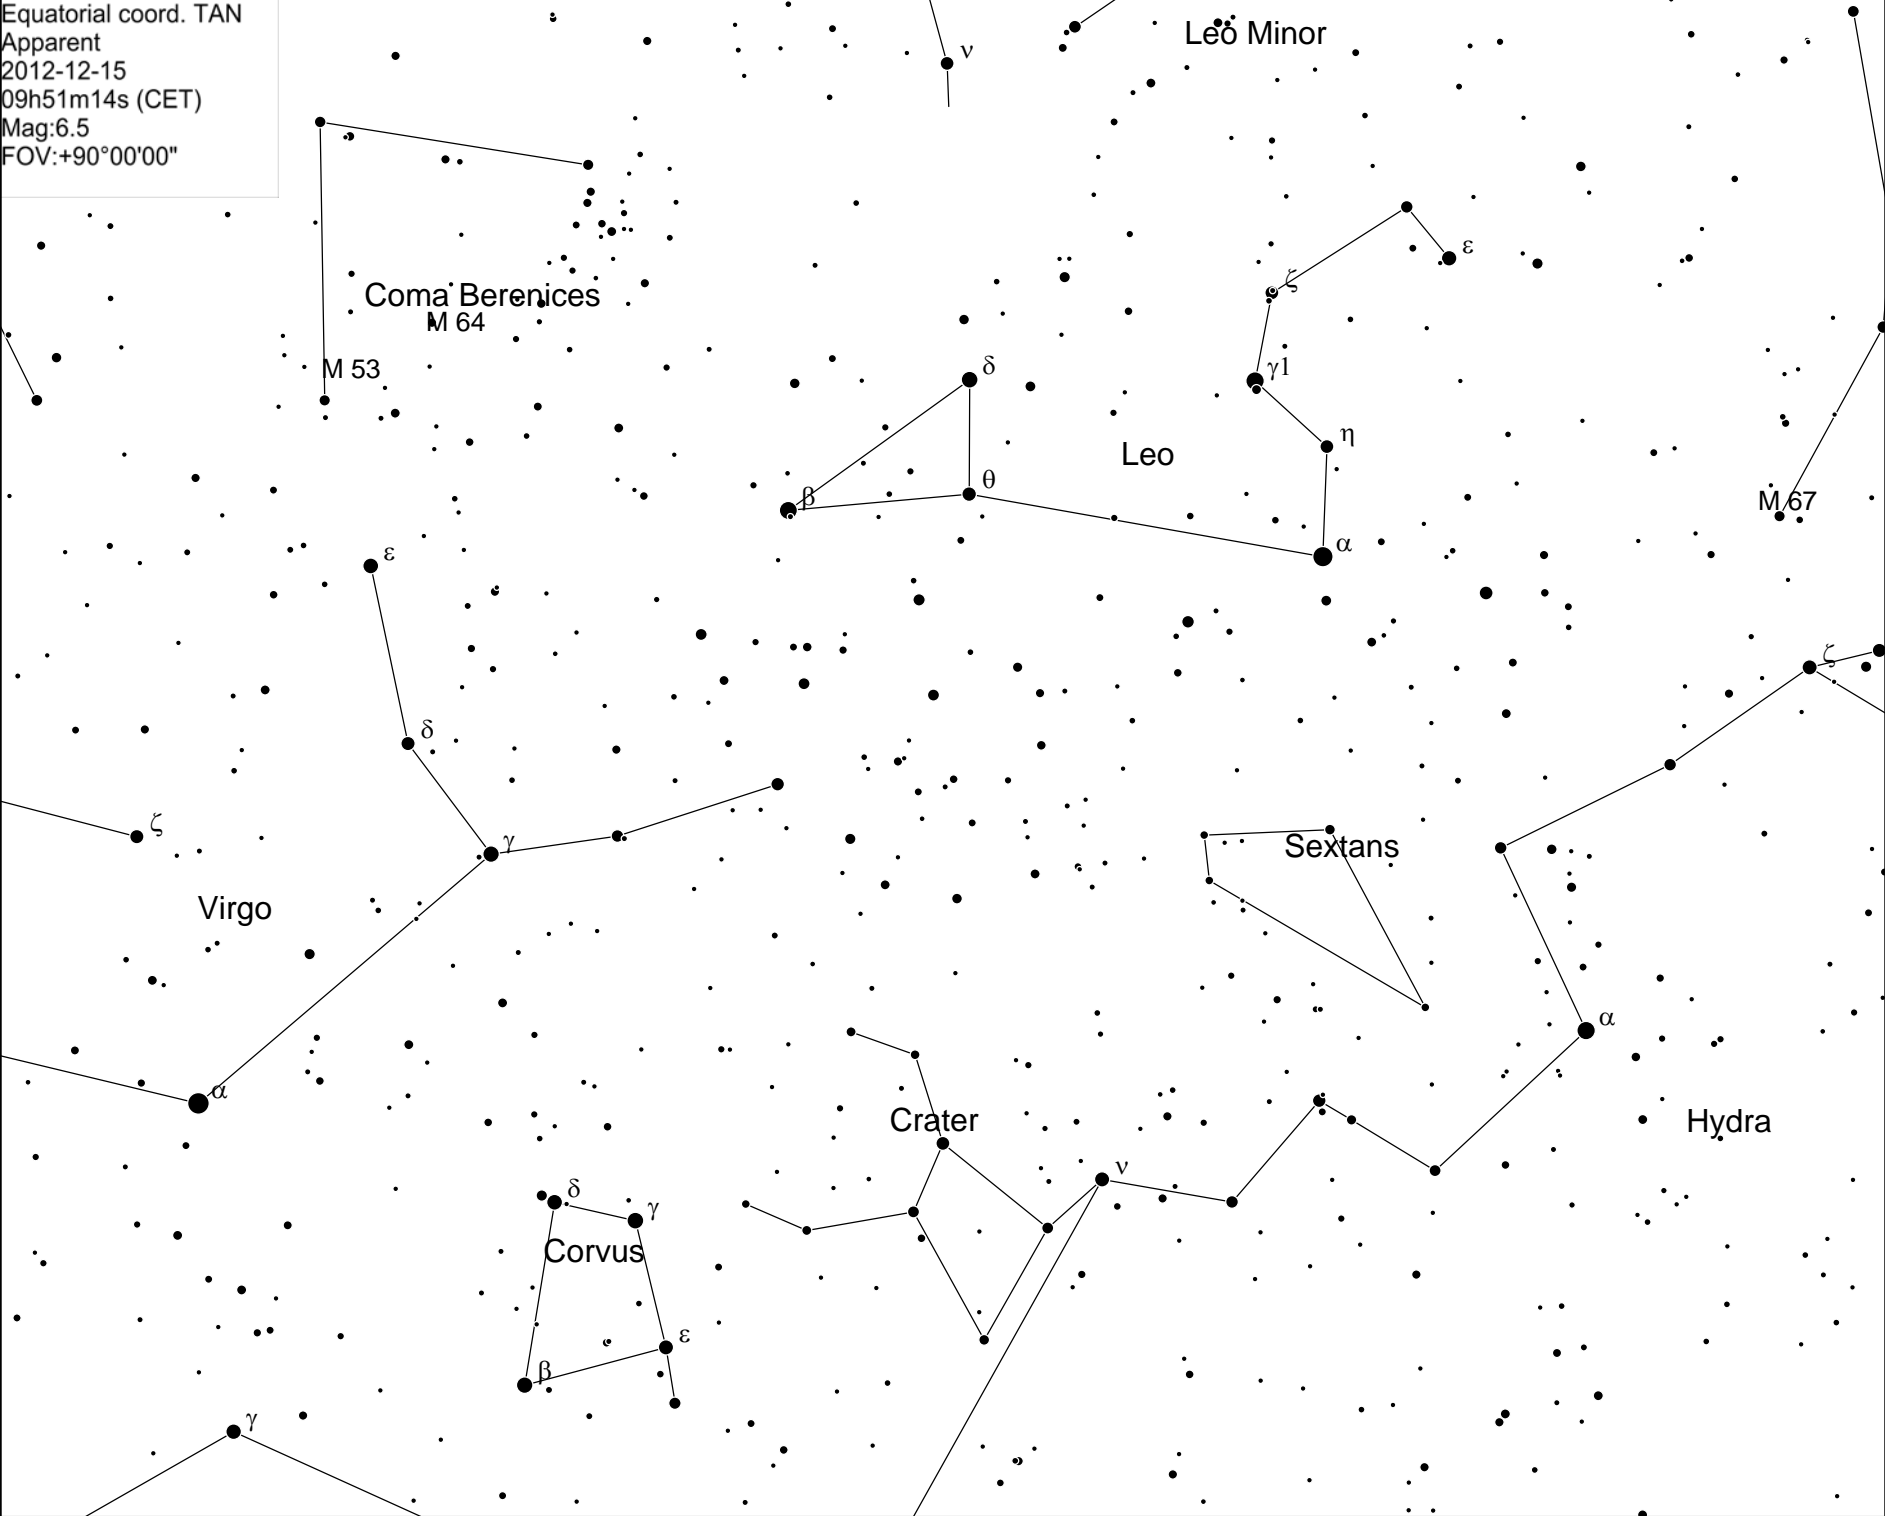 Equatorial coord. TAN
Apparent
2012-12-15
09h51m14s (CET)
Mag:6.5
FOV:+90°00'00"
Leo Minor
ν
ε
ζ
Coma Berenices
M 64
M 53
δ
γ1
η
Leo
θ
β
M 67
α
ε
ζ
δ
ζ
γ
Sextans
Virgo
α
α
Crater
Hydra
ν
δ
γ
Corvus
ε
β
γ